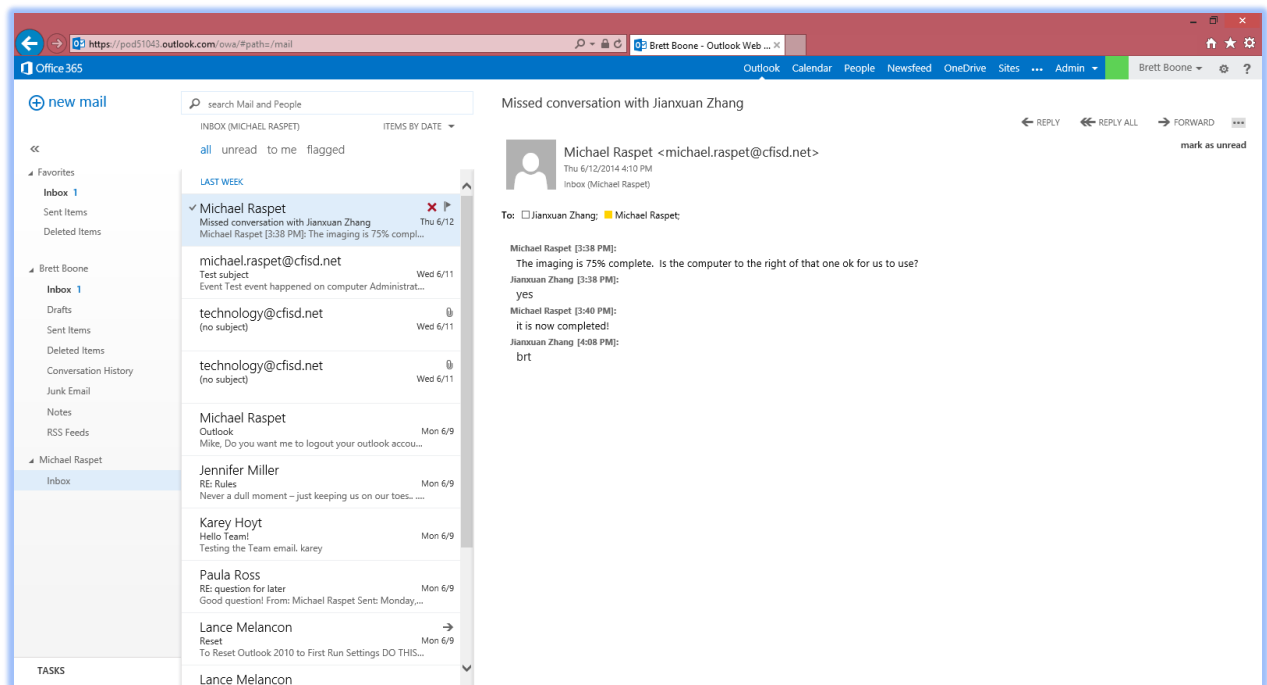 https://pod51043.outlook.com/owa/#path=/mail
Brett Boone - Outlook Web ...
Office 365
Outlook Calendar People Newsfeed OneDrive Sites ... Admin Brett Boone ?
new mail
Favorites
Inbox 1
Sent Items
Deleted Items
Brett Boone
Inbox 1
Drafts
Sent Items
Deleted Items
Conversation History
Junk Email
Notes
RSS Feeds
Michael Raspet
Inbox
TASKS
search Mail and People
INBOX (MICHAEL RASPET) ITEMS BY DATE
all unread to me flagged
LAST WEEK
Michael Raspet
Missed conversation with Jianxuan Zhang Thu 6/12
Michael Raspet [3:38 PM]: The imaging is 75% compl...
michael.raspet@cfisd.net
Test subject Wed 6/11
Event Test event happened on computer Administrat...
technology@cfisd.net
(no subject) Wed 6/11
technology@cfisd.net
(no subject) Wed 6/11
Michael Raspet
Outlook Mon 6/9
Mike, Do you want me to logout your outlook accou...
Jennifer Miller
RE: Rules Mon 6/9
Never a dull moment – just keeping us on our toes.. ....
Karey Hoyt
Hello Team! Mon 6/9
Testing the Team email. karey
Paula Ross
RE: question for later Mon 6/9
Good question! From: Michael Raspet Sent: Monday,...
Lance Melancon
Reset Mon 6/9
To Reset Outlook 2010 to First Run Settings DO THIS...
Lance Melancon
Missed conversation with Jianxuan Zhang
REPLY REPLY ALL FORWARD ...
mark as unread
Michael Raspet <michael.raspet@cfisd.net>
Thu 6/12/2014 4:10 PM
Inbox (Michael Raspet)
To: Jianxuan Zhang; Michael Raspet;
Michael Raspet [3:38 PM]:
The imaging is 75% complete. Is the computer to the right of that one ok for us to use?
Jianxuan Zhang [3:38 PM]:
yes
Michael Raspet [3:40 PM]:
it is now completed!
Jianxuan Zhang [4:08 PM]:
brt